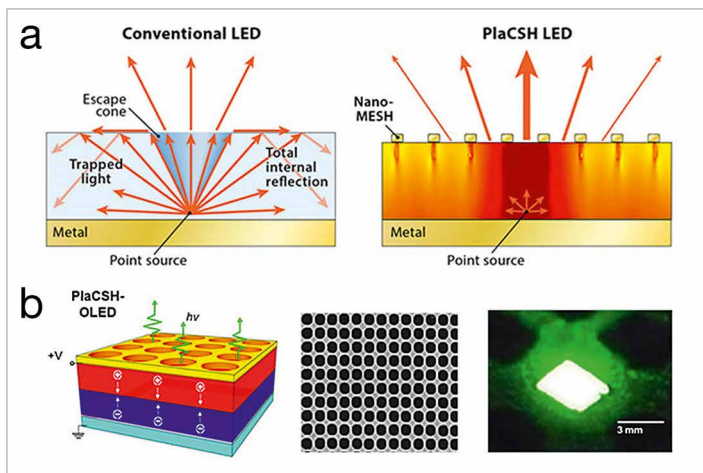 a
Conventional LED
PlaCSH LED
Escape
cone
Nano-
MESH
Trapped
light
Total
internal
reflection
Metal
Metal
Point source
Point source
b
PlaCSH-
OLED
hv
+V
+ + +
− − −
3 mm